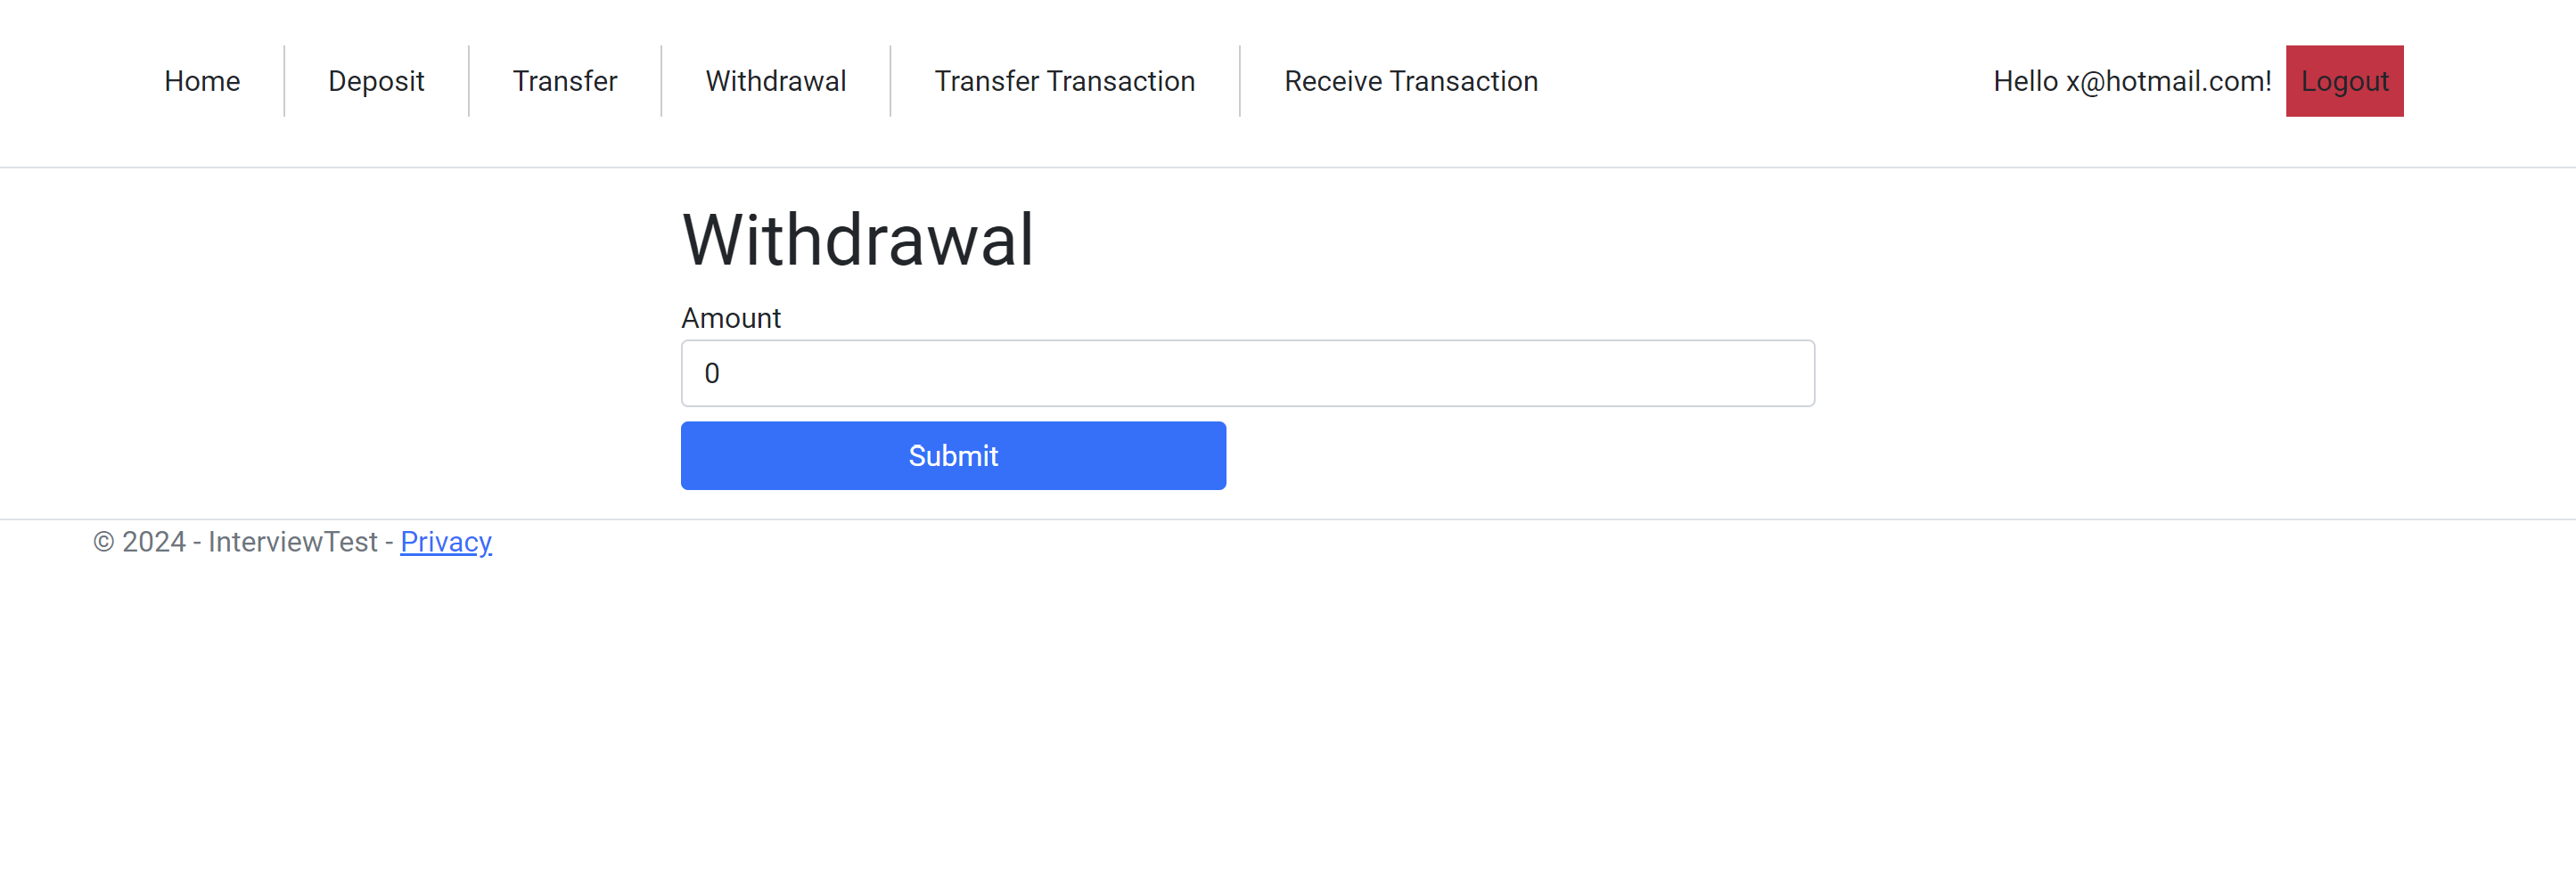 Home Deposit Transfer Withdrawal Transfer Transaction Receive Transaction Hello x@hotmail.com! Logout
Withdrawal
Amount
0
Submit
© 2024 - InterviewTest - Privacy